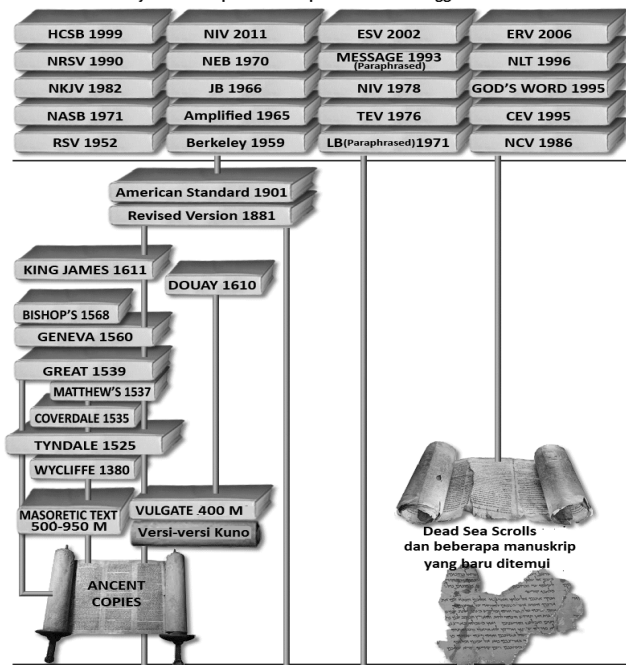 HCSB 1999
NIV 2011
ESV 2002
ERV 2006
NRSV 1990
NEB 1970
MESSAGE 1993
(Paraphrased)
NLT 1996
NKJV 1982
JB 1966
NIV 1978
GOD'S WORD 1995
NASB 1971
Amplified 1965
TEV 1976
CEV 1995
RSV 1952
Berkeley 1959
LB(Paraphrased)1971
NCV 1986
American Standard 1901
Revised Version 1881
KING JAMES 1611
DOUAY 1610
BISHOP'S 1568
GENEVA 1560
GREAT 1539
MATTHEW'S 1537
COVERDALE 1535
TYNDALE 1525
WYCLIFFE 1380
MASORETIC TEXT
500-950 M
VULGATE 400 M
Versi-versi Kuno
ANCENT
COPIES
Dead Sea Scrolls
dan beberapa manuskrip
yang baru ditemui